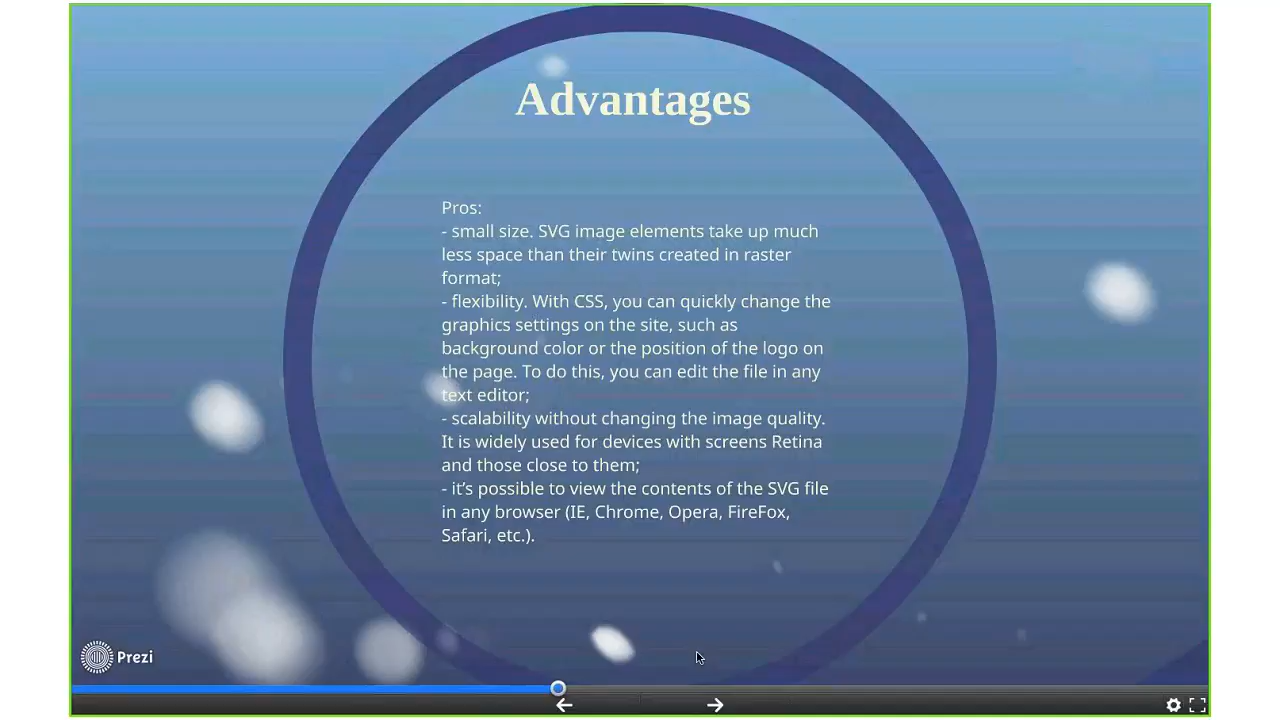 Advantages
Pros:
- small size. SVG image elements take up much
less space than their twins created in raster
format;
- flexibility. With CSS, you can quickly change the
graphics settings on the site, such as
background color or the position of the logo on
the page. To do this, you can edit the file in any
text editor;
- scalability without changing the image quality.
It is widely used for devices with screens Retina
and those close to them;
- it’s possible to view the contents of the SVG file
in any browser (IE, Chrome, Opera, FireFox,
Safari, etc.).
Prezi